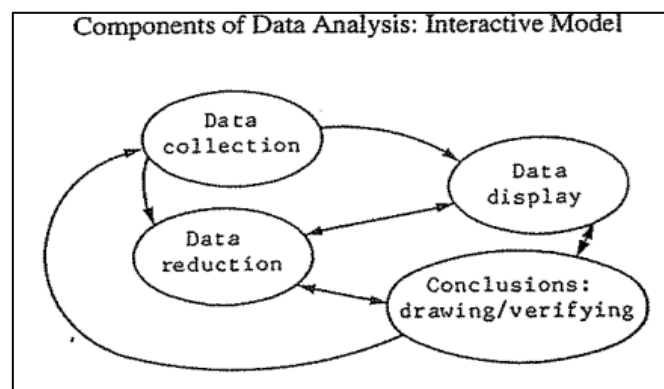 Components of Data Analysis: Interactive Model
Data
collection
Data
display
Data
reduction
Conclusions:
drawing/verifying